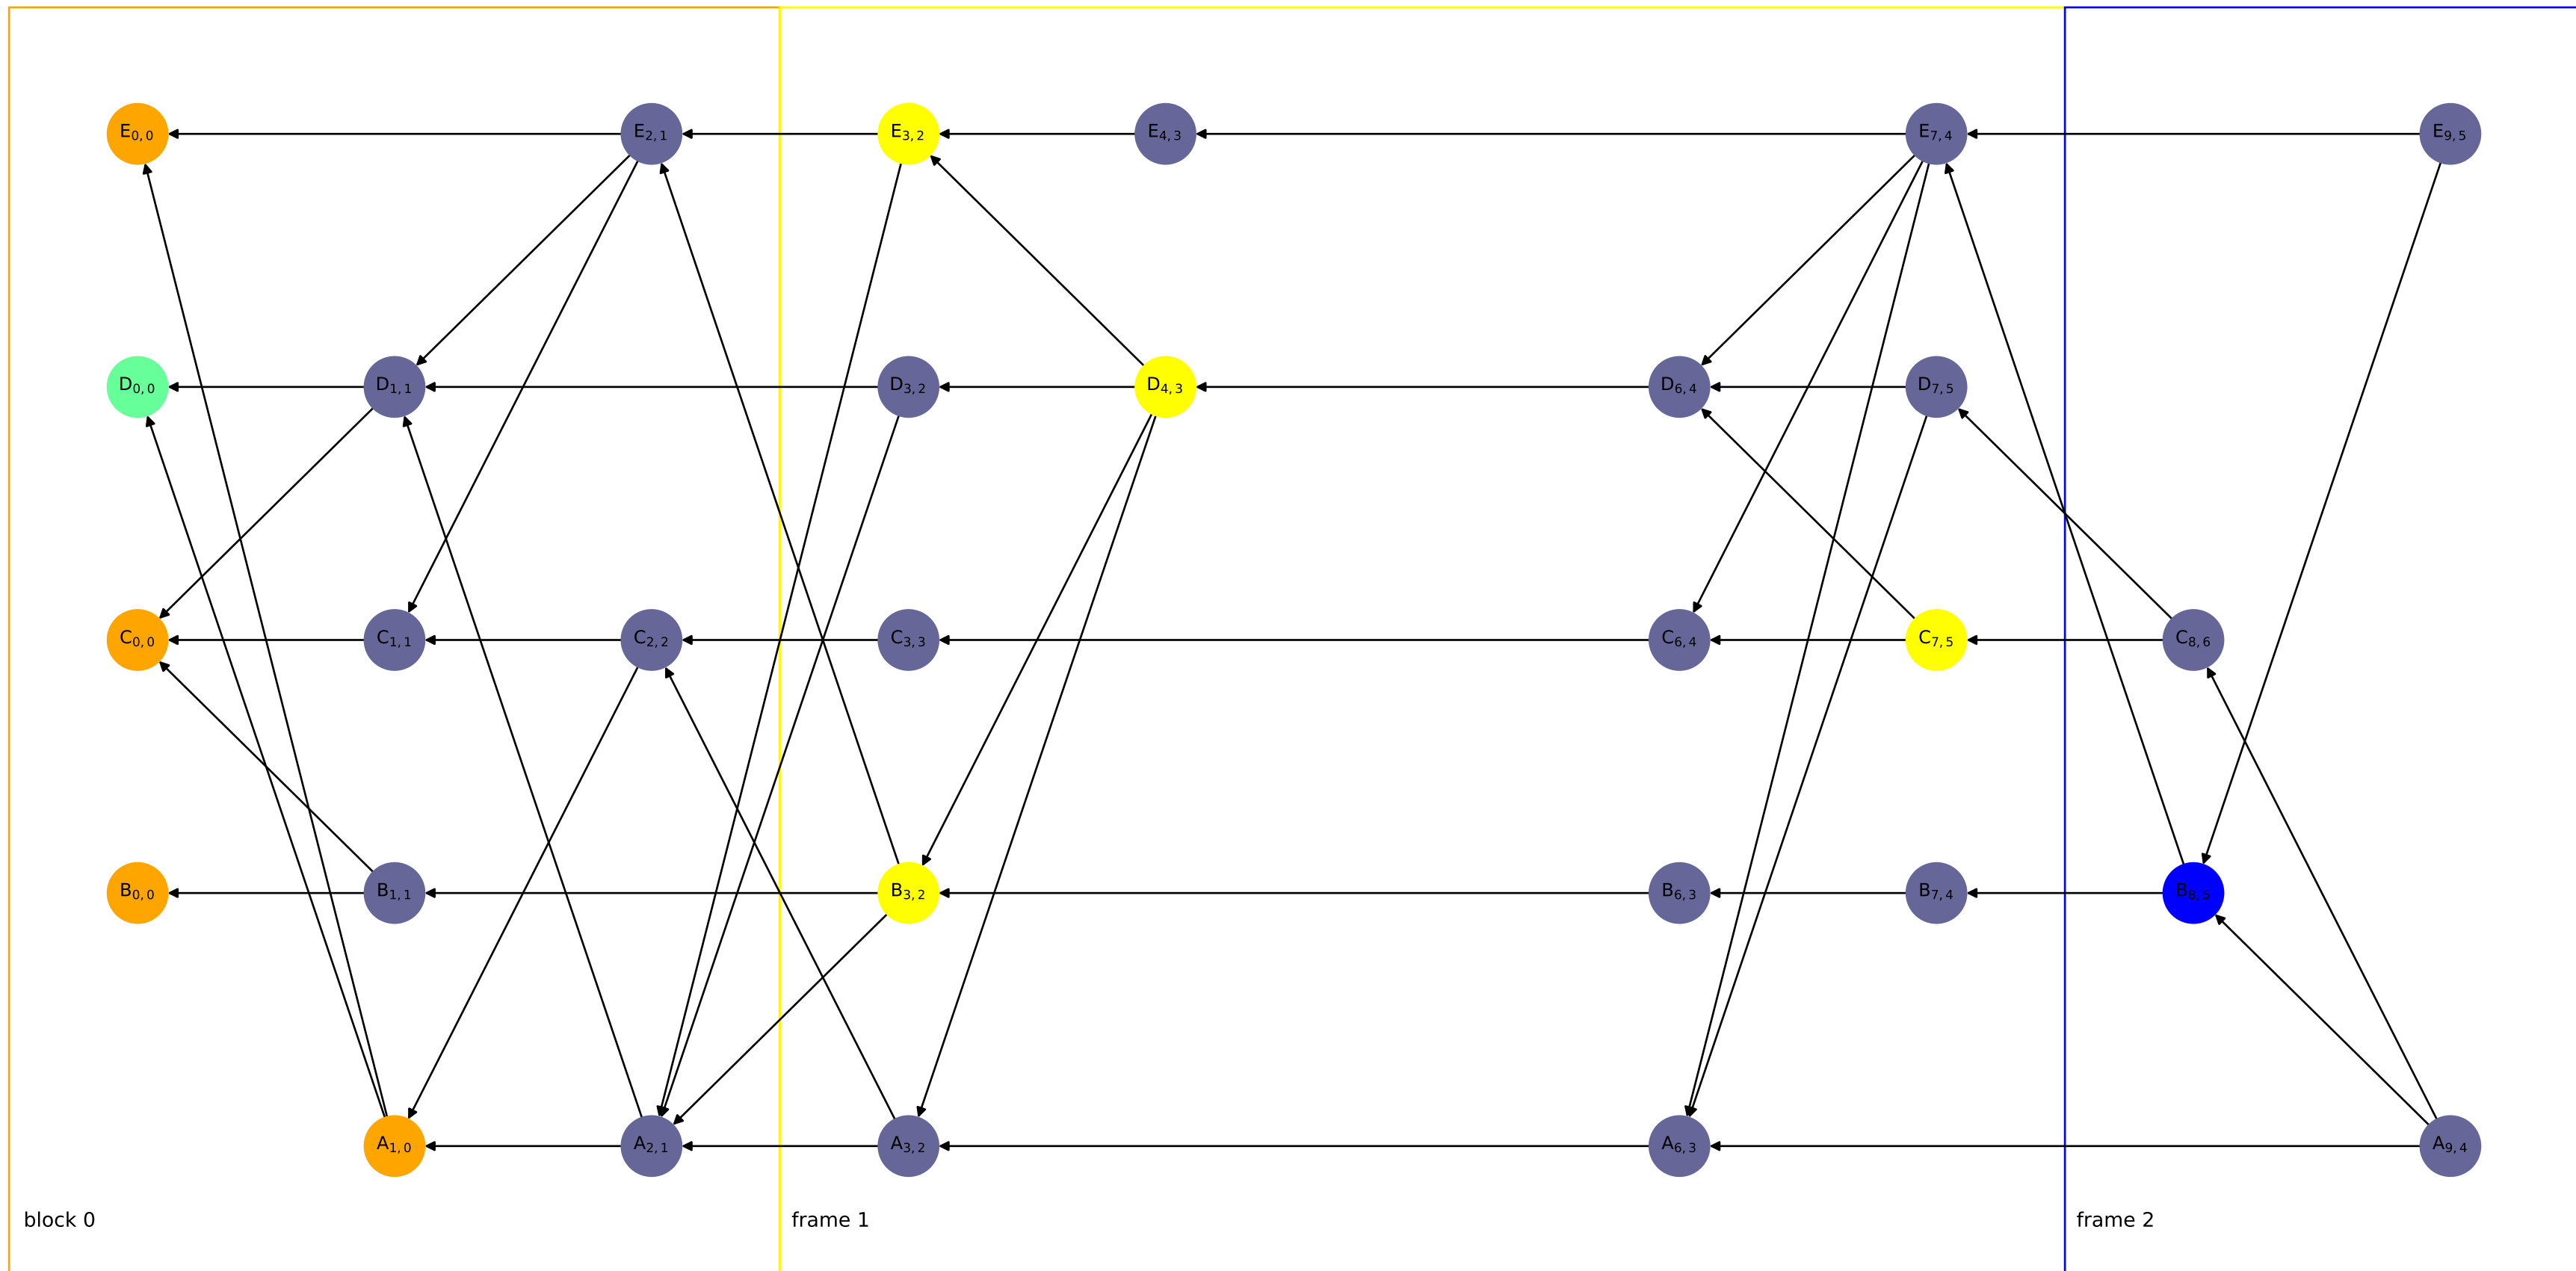 E0,0 E2,1 E3,2 E4,3 E7,4 E9,5
D0,0 D1,1 D3,2 D4,3 D6,4 D7,5
C0,0 C1,1 C2,2 C3,3 C6,4 C7,5 C8,6
B0,0 B1,1 B3,2 B6,3 B7,4 B8,5
A1,0 A2,1 A3,2 A6,3 A9,4
block 0 frame 1 frame 2